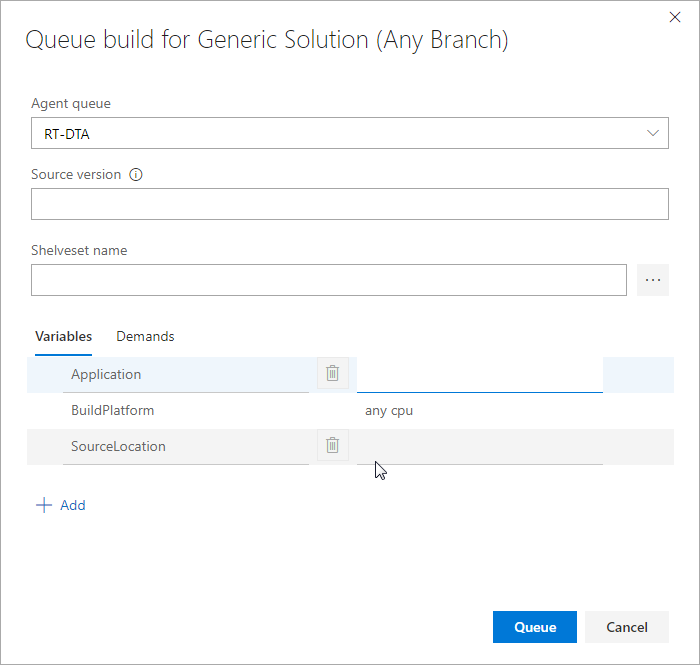 Queue build for Generic Solution (Any Branch)
Agent queue
RT-DTA
Source version
Shelveset name
...
Variables Demands
Application
BuildPlatform any cpu
SourceLocation
+ Add
Queue Cancel